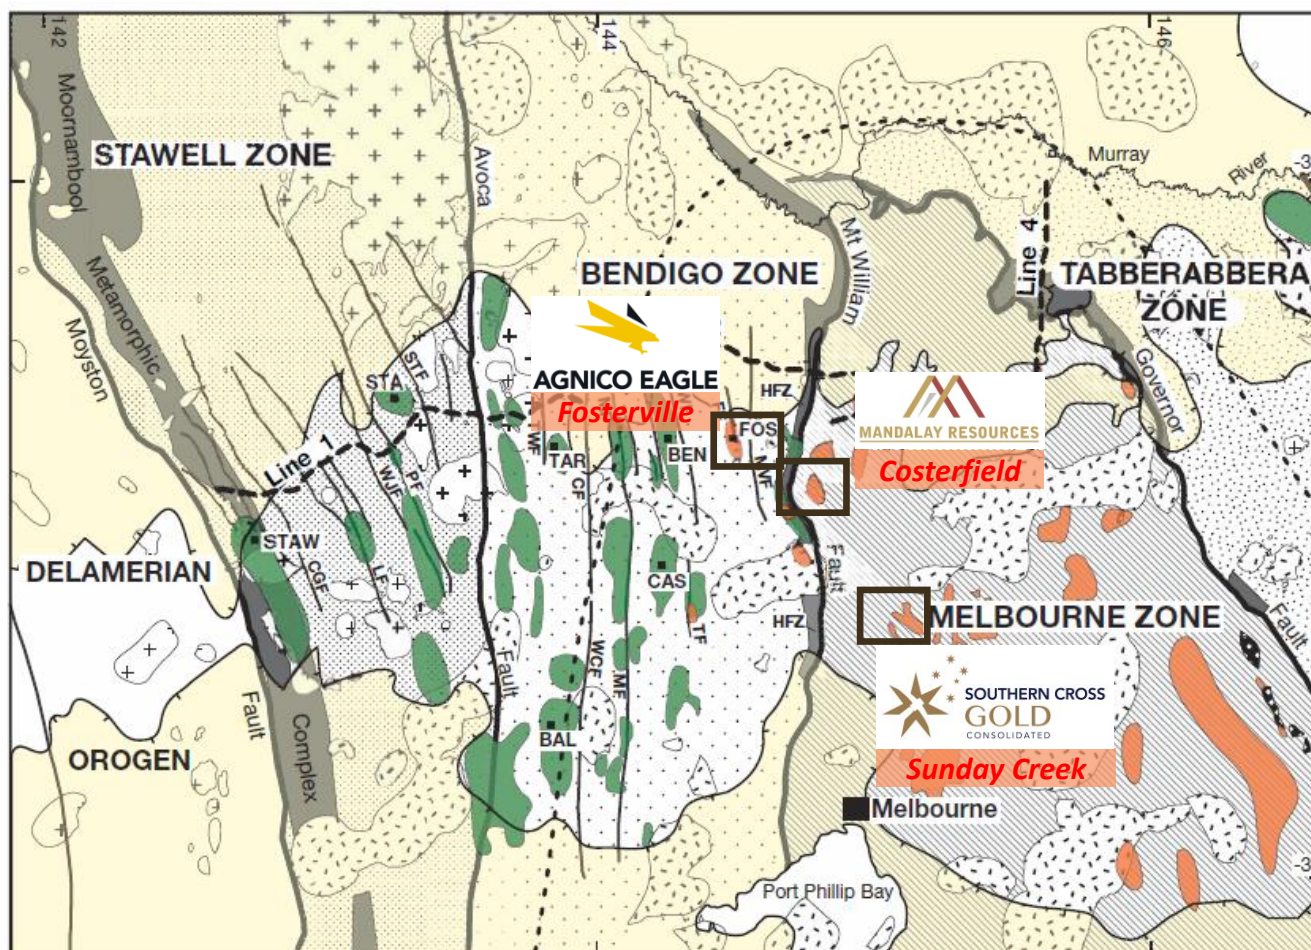 142
144
146
Moornambool
STAWELL ZONE
Avoca
Murray
River
-3
Mt William
Line 4
BENDIGO ZONE
TABBERABBERA
ZONE
Metamorphic
Moyston
AGNICO EAGLE
Fosterville
STA
STF
HFZ
MANDALAY RESOURCES
Costerfield
Governor
Line 1
WJF
PF
TAR
CF
BEN
FOS
STAW
CGF
LF
DELAMERIAN
CAS
Fault
TF
HFZ
MELBOURNE ZONE
Fault
Fault
WCF
MF
SOUTHERN CROSS
GOLD
CONSOLIDATED
Sunday Creek
Fault
Complex
BAL
OROGEN
Melbourne
Port Phillip Bay
-3